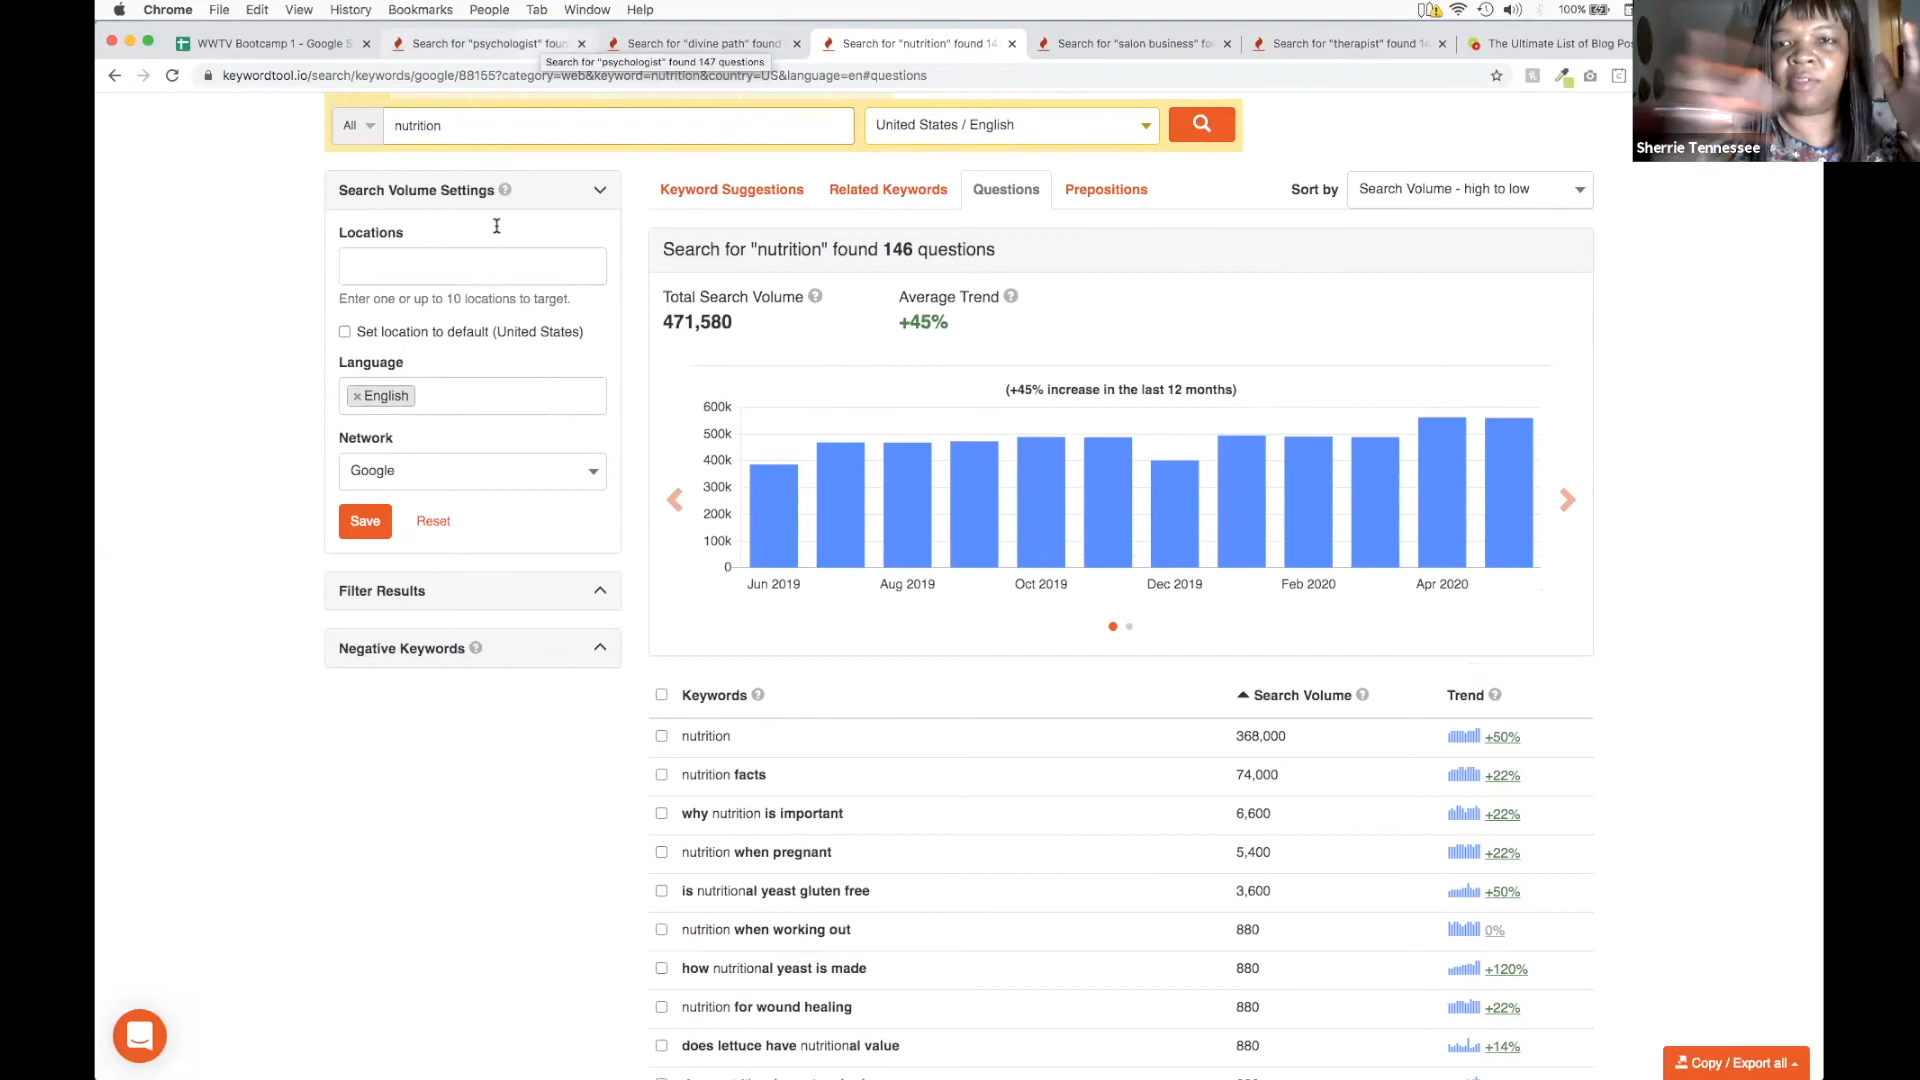 Chrome File Edit View History Bookmarks People Tab Window Help 100%
WWTV Bootcamp 1 - Google S
Search for "psychologist" foun
Search for "divine path" found
Search for "nutrition" found 14
Search for "salon business" fo
Search for "therapist" found 14
The Ultimate List of Blog Pos
Search for "psychologist" found 147 questions
keywordtool.io/search/keywords/google/88155?category=web&keyword=nutrition&country=US&language=en#questions
Sherrie Tennessee
All nutrition United States / English
Search Volume Settings ?
Locations
Enter one or up to 10 locations to target.
Set location to default (United States)
Language
× English
Network
Google
Save Reset
Filter Results
Negative Keywords ?
Keyword Suggestions Related Keywords Questions Prepositions Sort by Search Volume - high to low
Search for "nutrition" found 146 questions
Total Search Volume ? Average Trend ?
471,580 +45%
(+45% increase in the last 12 months)
600k
500k
400k
300k
200k
100k
0
Jun 2019 Aug 2019 Oct 2019 Dec 2019 Feb 2020 Apr 2020
Keywords ? Search Volume ? Trend ?
nutrition 368,000 +50%
nutrition facts 74,000 +22%
why nutrition is important 6,600 +22%
nutrition when pregnant 5,400 +22%
is nutritional yeast gluten free 3,600 +50%
nutrition when working out 880 0%
how nutritional yeast is made 880 +120%
nutrition for wound healing 880 +22%
does lettuce have nutritional value 880 +14%
Copy / Export all